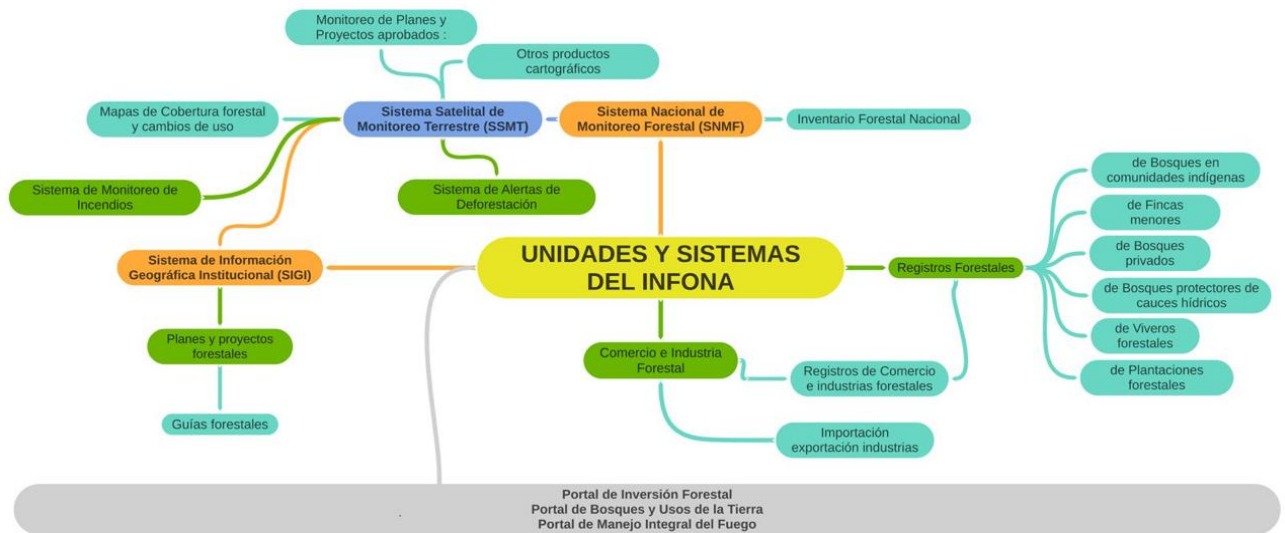 Monitoreo de Planes y
Proyectos aprobados :
Otros productos
cartográficos
Mapas de Cobertura forestal
y cambios de uso
Sistema Satelital de
Monitoreo Terrestre (SSMT)
Sistema Nacional de
Monitoreo Forestal (SNMF)
Inventario Forestal Nacional
Sistema de Monitoreo de
Incendios
Sistema de Alertas de
Deforestación
de Bosques en
comunidades indígenas
de Fincas
menores
de Bosques
privados
de Bosques protectores de
cauces hídricos
de Viveros
forestales
de Plantaciones
forestales
Sistema de Información
Geográfica Institucional (SIGI)
UNIDADES Y SISTEMAS
DEL INFONA
Registros Forestales
Planes y proyectos
forestales
Comercio e Industria
Forestal
Registros de Comercio
e industrias forestales
Guías forestales
Importación
exportación industrias
Portal de Inversión Forestal
Portal de Bosques y Usos de la Tierra
Portal de Manejo Integral del Fuego